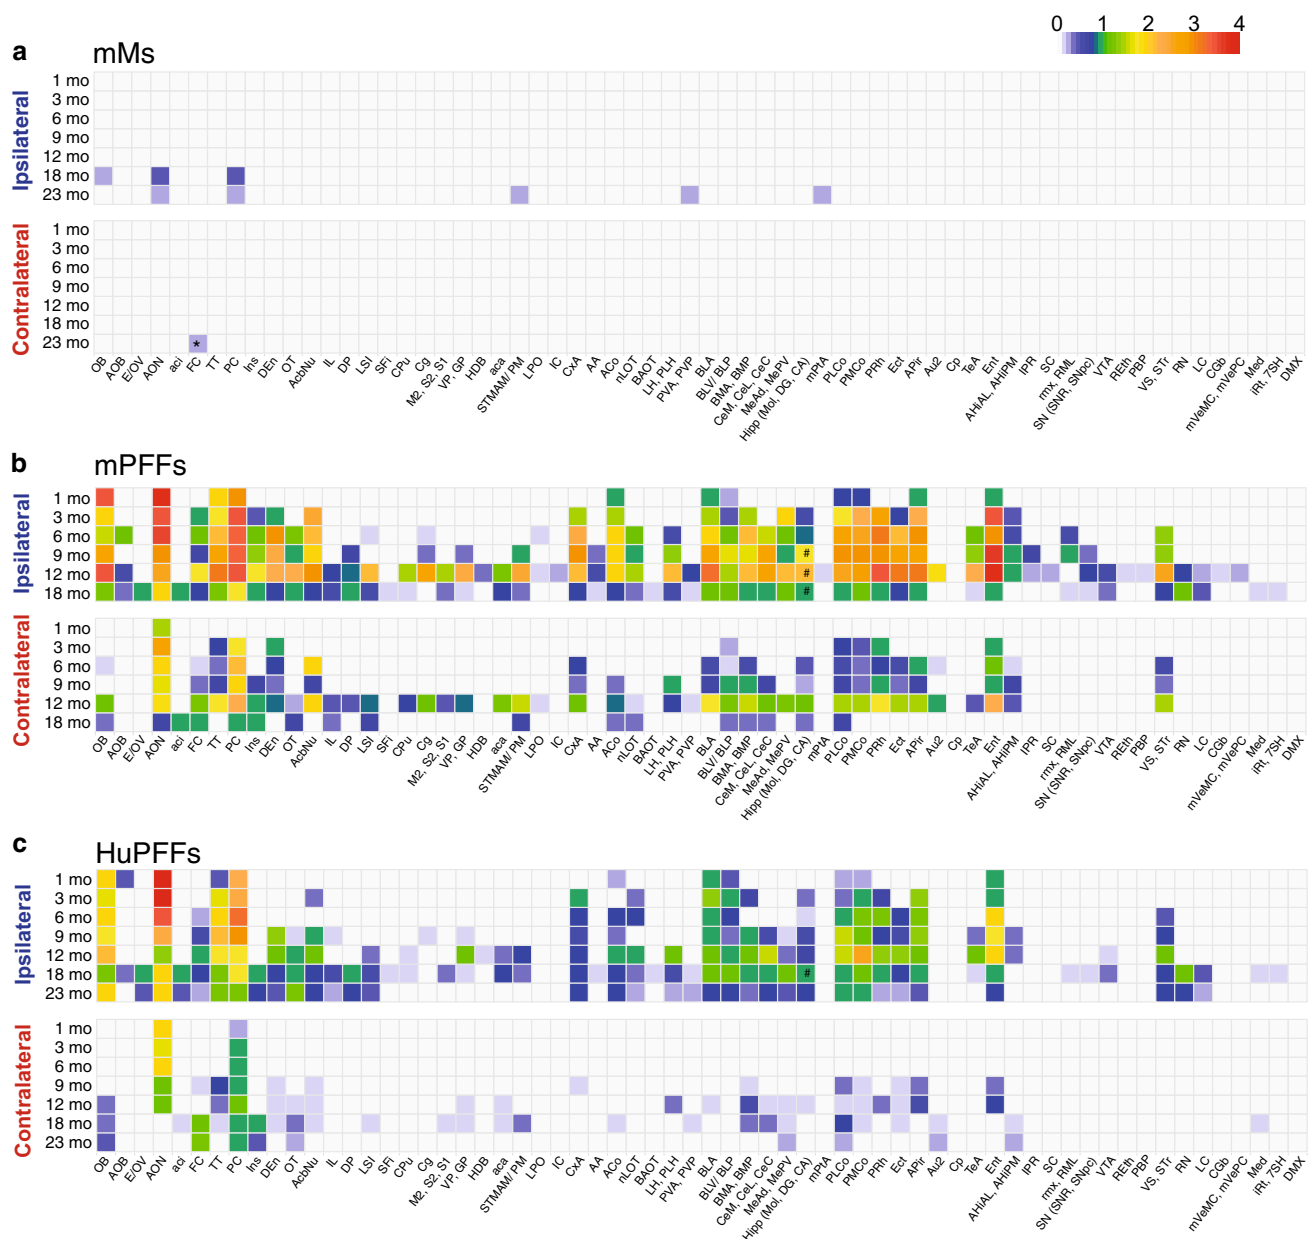 0 1 2 3 4
a mMs
Ipsilateral
1 mo
3 mo
6 mo
9 mo
12 mo
18 mo
23 mo
Contralateral
1 mo
3 mo
6 mo
9 mo
12 mo
18 mo
23 mo
*
OB AOB E/OV AON aci FC TT PC Ins DEn OT AcbNu IL DP LSI SFi CPu Cg M2, S2, S1 VP, GP HDB aca STMAM/ PM LPO IC CxA AA ACo nLOT BAOT LH, PLH PVA, PVP BLA BLV/ BLP BMA, BMP CeM, CeL, CeC MeAd, MePV Hipp (Mol, DG, CA) mPtA PLCo PMCo PRh Ect APir Au2 Cp TeA Ent AHiAL, AHiPM IPR SC rmx, RML SN (SNR, SNpc) VTA REth PBP VS, STr RN LC CGb mVeMC, mVePC Med iRt, 7SH DMX
b mPFFs
Ipsilateral
1 mo
3 mo
6 mo
9 mo #
12 mo #
18 mo #
Contralateral
1 mo
3 mo
6 mo
9 mo
12 mo
18 mo
OB AOB E/OV AON aci FC TT PC Ins DEn OT AcbNu IL DP LSI SFi CPu Cg M2, S2, S1 VP, GP HDB aca STMAM/ PM LPO IC CxA AA ACo nLOT BAOT LH, PLH PVA, PVP BLA BLV/ BLP BMA, BMP CeM, CeL, CeC MeAd, MePV Hipp (Mol, DG, CA) mPtA PLCo PMCo PRh Ect APir Au2 Cp TeA Ent AHiAL, AHiPM IPR SC rmx, RML SN (SNR, SNpc) VTA REth PBP VS, STr RN LC CGb mVeMC, mVePC Med iRt, 7SH DMX
c HuPFFs
Ipsilateral
1 mo
3 mo
6 mo
9 mo
12 mo
18 mo #
23 mo
Contralateral
1 mo
3 mo
6 mo
9 mo
12 mo
18 mo
23 mo
OB AOB E/OV AON aci FC TT PC Ins DEn OT AcbNu IL DP LSI SFi CPu Cg M2, S2, S1 VP, GP HDB aca STMAM/ PM LPO IC CxA AA ACo nLOT BAOT LH, PLH PVA, PVP BLA BLV/ BLP BMA, BMP CeM, CeL, CeC MeAd, MePV Hipp (Mol, DG, CA) mPtA PLCo PMCo PRh Ect APir Au2 Cp TeA Ent AHiAL, AHiPM IPR SC rmx, RML SN (SNR, SNpc) VTA REth PBP VS, STr RN LC CGb mVeMC, mVePC Med iRt, 7SH DMX